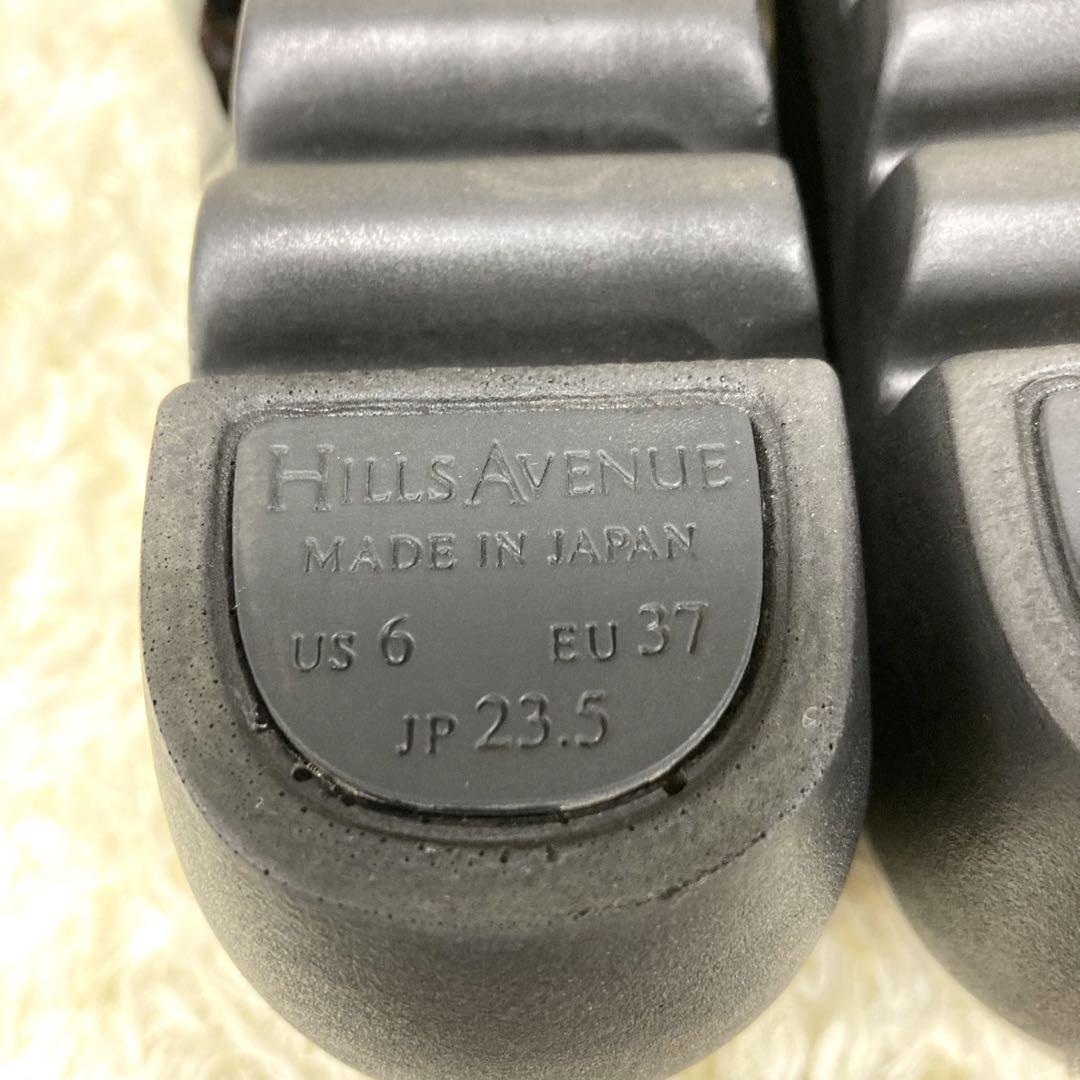 HILLS AVENUE
MADE IN JAPAN
US 6 EU 37
JP 23.5